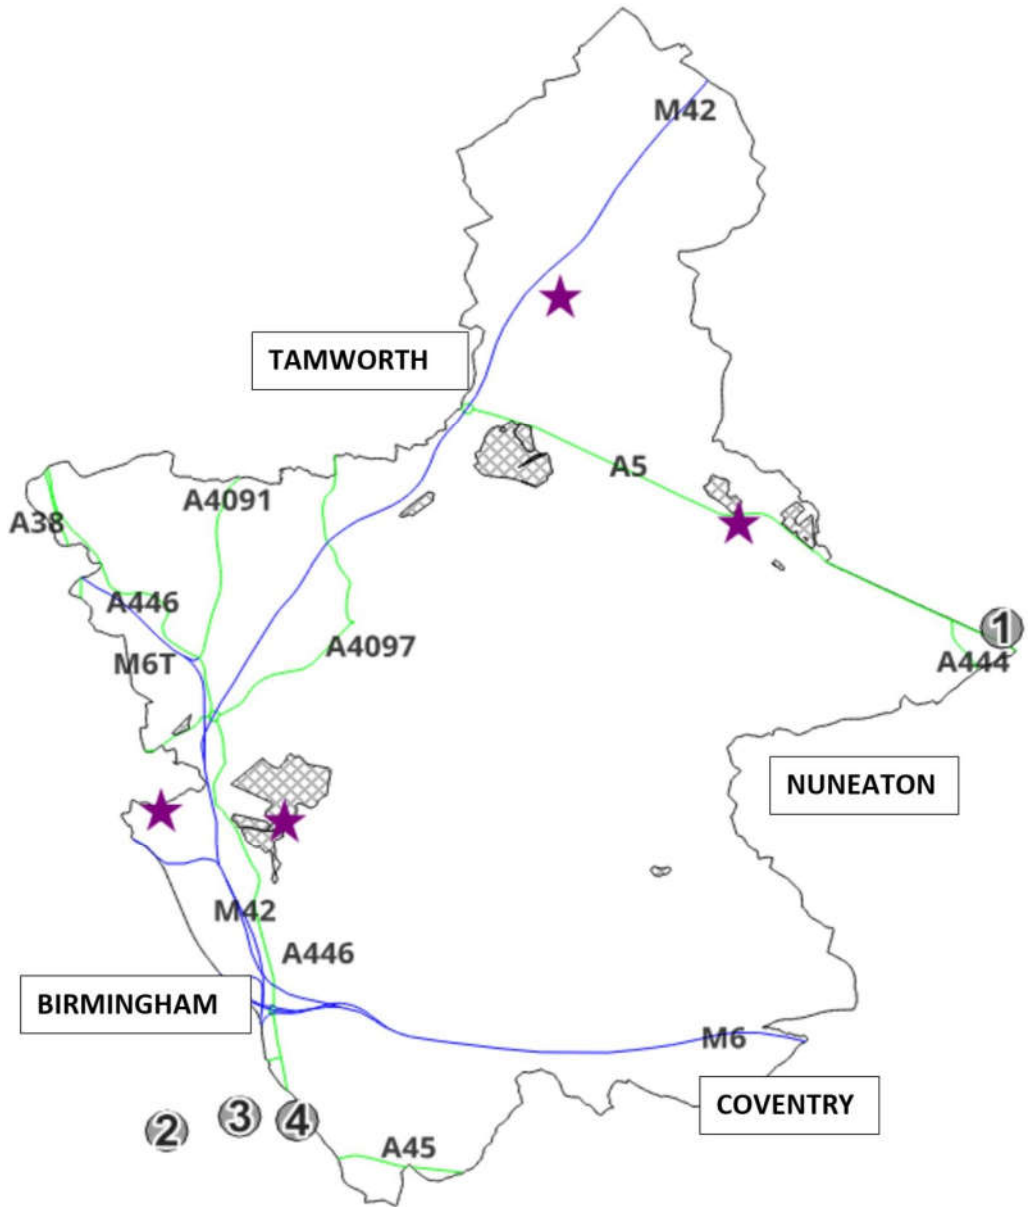 M42
TAMWORTH
A5
A4091
A38
A446
A4097
M6T
1
A444
NUNEATON
M42
A446
BIRMINGHAM
M6
COVENTRY
3
4
2
A45